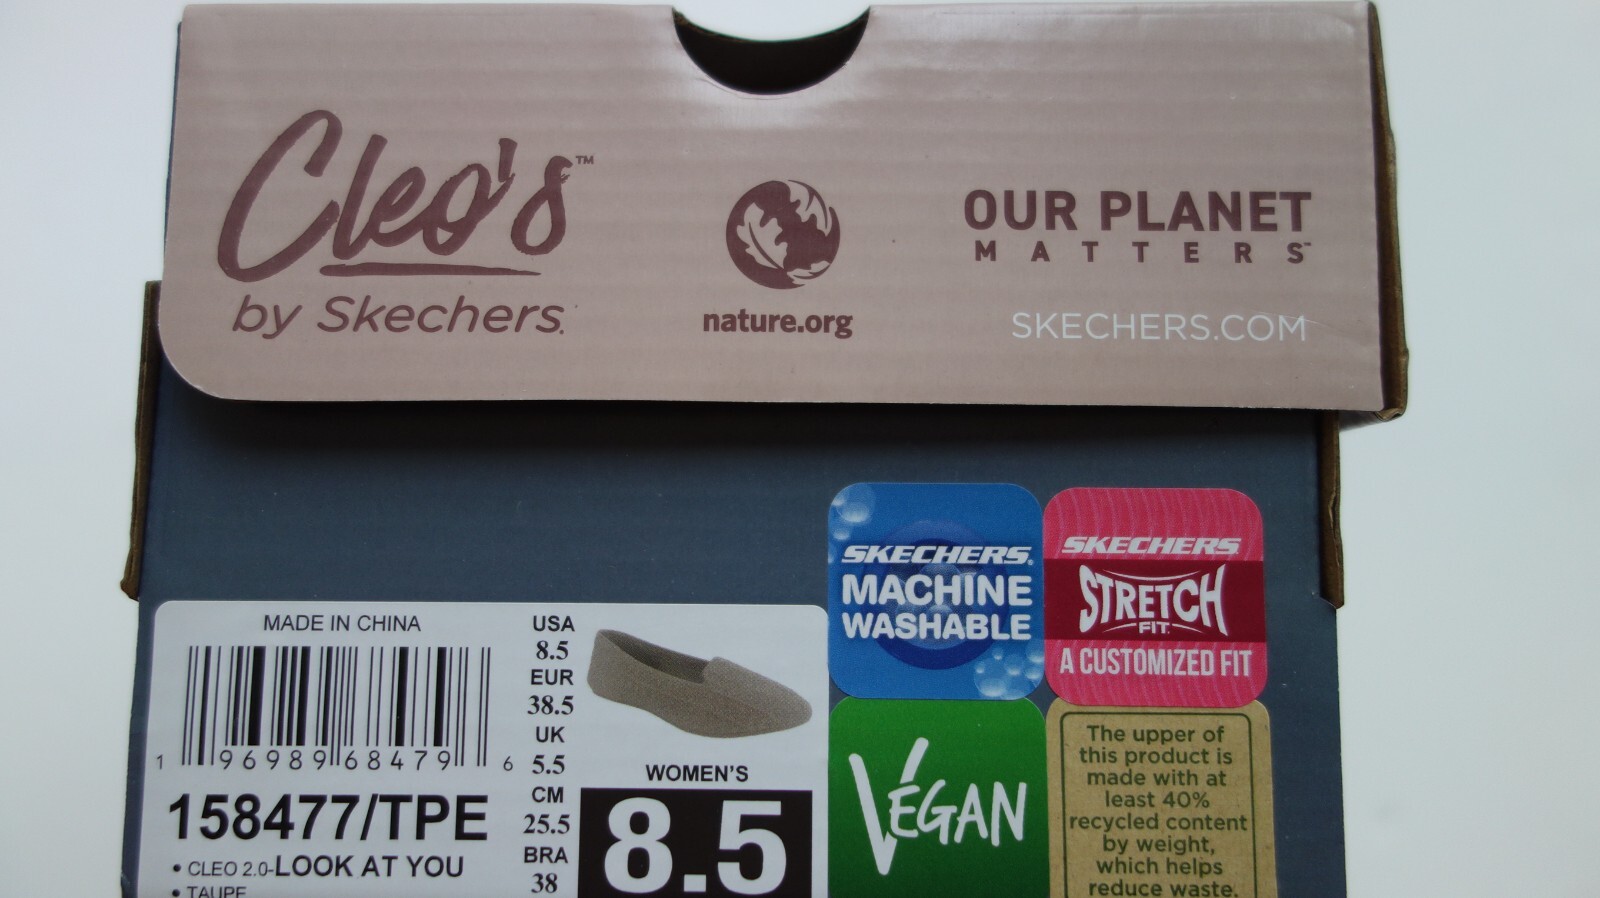 Cleo's™
by Skechers.
nature.org
OUR PLANET
MATTERS™
SKECHERS.COM
MADE IN CHINA
1 96989 68479 6
158477/TPE
• CLEO 2.0-LOOK AT YOU
• TAUPE
USA
8.5
EUR
38.5
UK
5.5
CM
25.5
BRA
38
WOMEN'S
8.5
SKECHERS®
MACHINE
WASHABLE
SKECHERS
STRETCH
FIT
A CUSTOMIZED FIT
VEGAN
The upper of
this product is
made with at
least 40%
recycled content
by weight,
which helps
reduce waste.